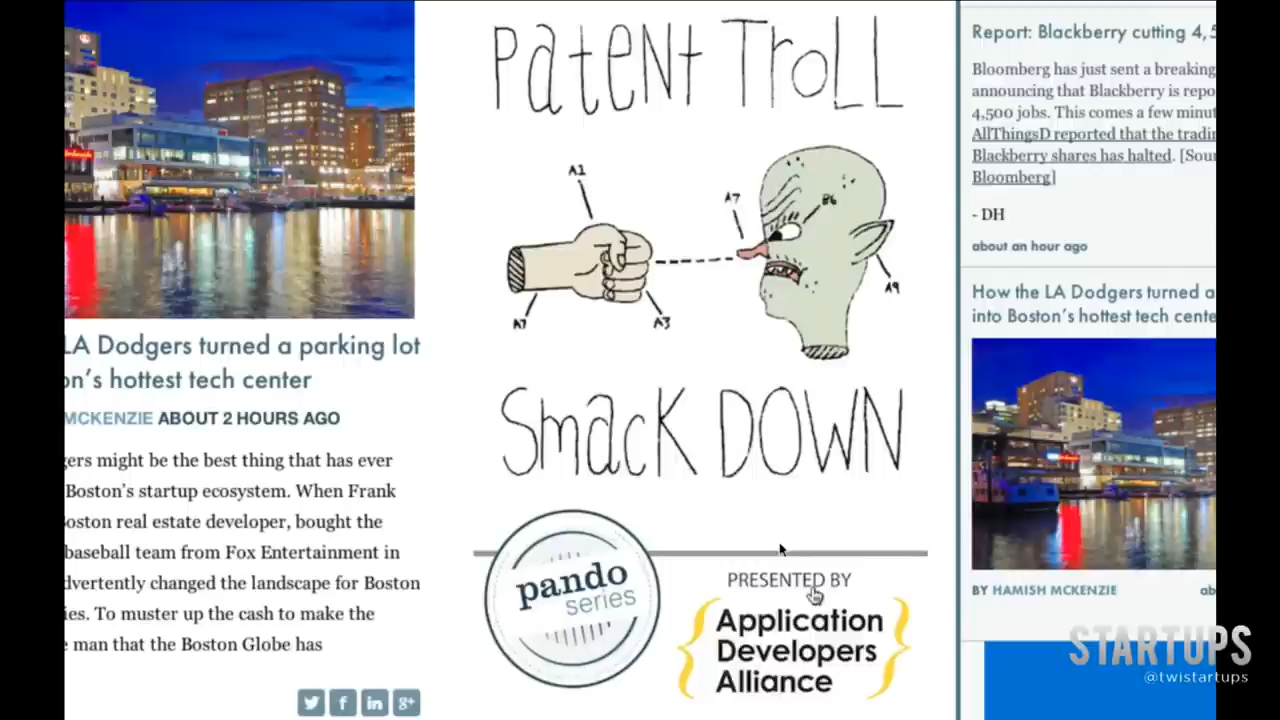 LA Dodgers turned a parking lot
on's hottest tech center
MCKENZIE ABOUT 2 HOURS AGO
gers might be the best thing that has ever
Boston's startup ecosystem. When Frank
oston real estate developer, bought the
baseball team from Fox Entertainment in
dvertently changed the landscape for Boston
ies. To muster up the cash to make the
e man that the Boston Globe has
PateNt TroLL
A1
A7
B6
A7
A3
A9
SmacK DOWN
pando
series
PRESENTED BY
Application
Developers
Alliance
Report: Blackberry cutting 4,5
Bloomberg has just sent a breaking
announcing that Blackberry is repo
4,500 jobs. This comes a few minut
AllThingsD reported that the tradin
Blackberry shares has halted. [Sour
Bloomberg]
- DH
about an hour ago
How the LA Dodgers turned a
into Boston's hottest tech cente
BY HAMISH MCKENZIE ab
STARTUPS
@twistartups